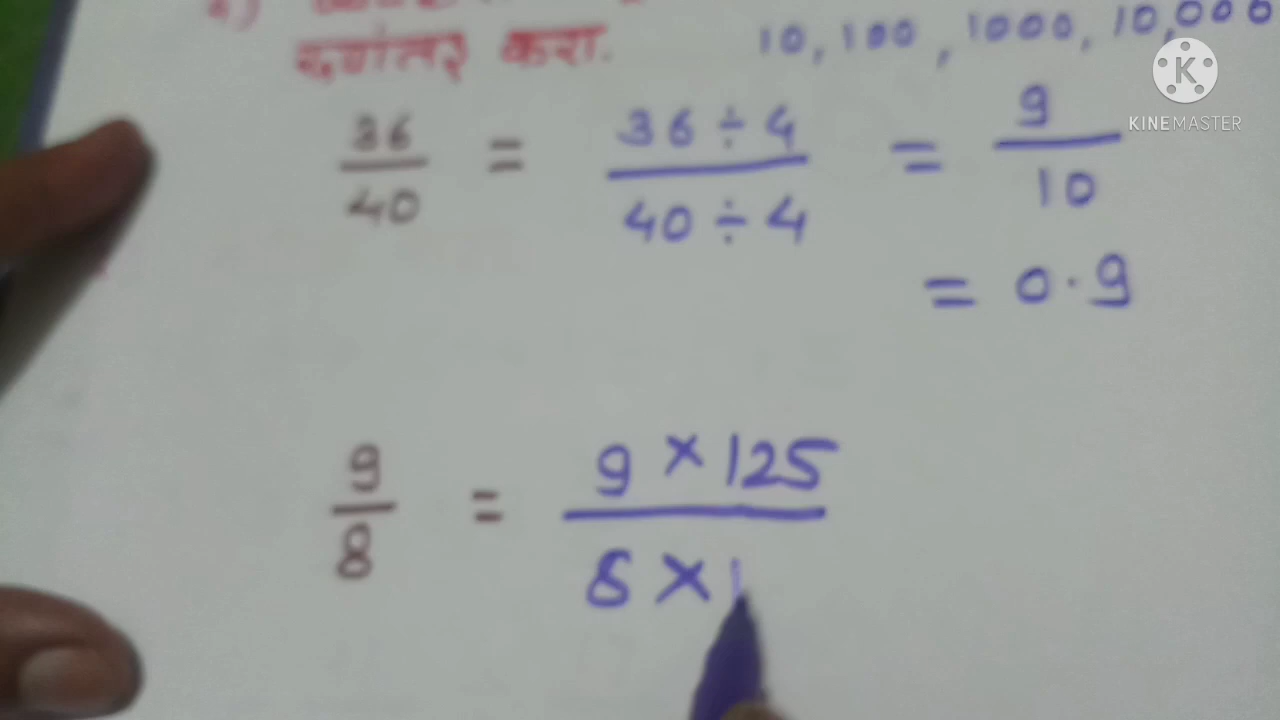 रूपांतर करा. 10, 100, 1000, 10,000
36/40 = 36 ÷ 4/40 ÷ 4 = 9/10
= 0.9
9/8 = 9 × 125/8 × 1
KINEMASTER